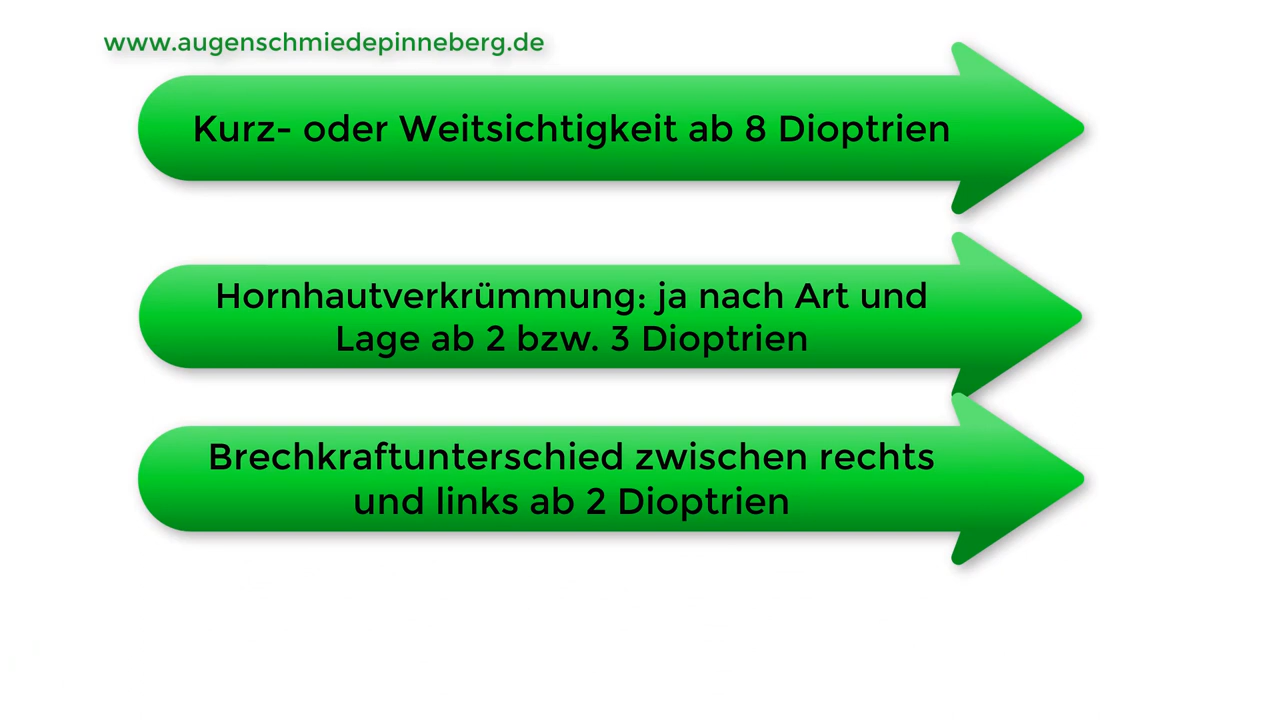 www.augenschmiedepinneberg.de
Kurz- oder Weitsichtigkeit ab 8 Dioptrien
Hornhautverkrümmung: ja nach Art und
Lage ab 2 bzw. 3 Dioptrien
Brechkraftunterschied zwischen rechts
und links ab 2 Dioptrien